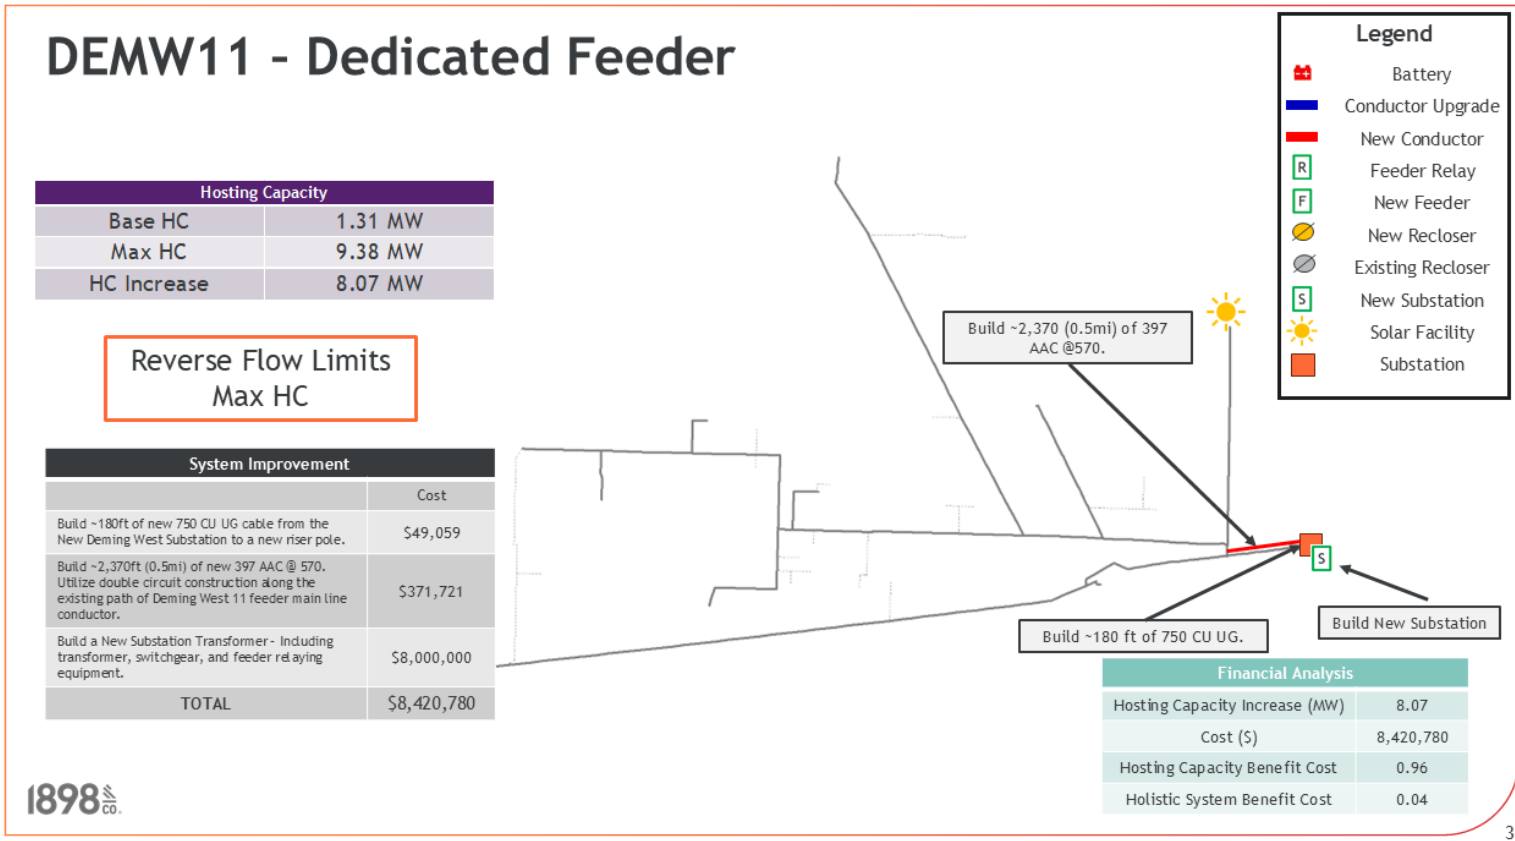 DEMW11 – Dedicated Feeder
Legend
Battery
Conductor Upgrade
New Conductor
R Feeder Relay
F New Feeder
New Recloser
Existing Recloser
S New Substation
Solar Facility
Substation
Hosting Capacity
Base HC 1.31 MW
Max HC 9.38 MW
HC Increase 8.07 MW
Reverse Flow Limits
Max HC
System Improvement
Cost
Build ~180ft of new 750 CU UG cable from the
New Deming West Substation to a new riser pole.
$49,059
Build ~2,370ft (0.5mi) of new 397 AAC @ 570.
Utilize double circuit construction along the
existing path of Deming West 11 feeder main line
conductor.
$371,721
Build a New Substation Transformer – Including
transformer, switchgear, and feeder relaying
equipment.
$8,000,000
TOTAL $8,420,780
Build ~2,370 (0.5mi) of 397
AAC @570.
S
Build ~180 ft of 750 CU UG.
Build New Substation
Financial Analysis
Hosting Capacity Increase (MW) 8.07
Cost ($) 8,420,780
Hosting Capacity Benefit Cost 0.96
Holistic System Benefit Cost 0.04
1898 & CO.
3